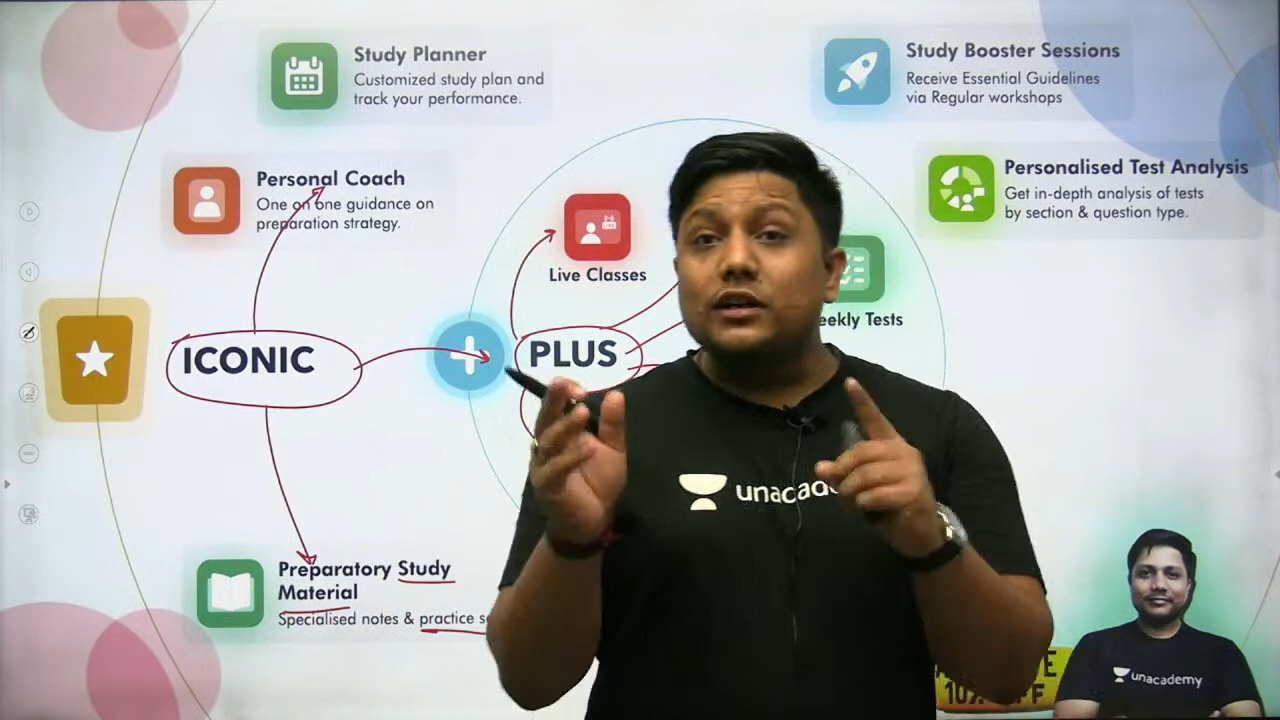 Study Planner
Customized study plan and
track your performance.
Study Booster Sessions
Receive Essential Guidelines
via Regular workshops
Personal Coach
One on one guidance on
preparation strategy.
Personalised Test Analysis
Get in-depth analysis of tests
by section & question type.
Live Classes
Tests
ICONIC
PLUS
unacademy
Preparatory Study
Material
Specialised notes & practice
unacademy